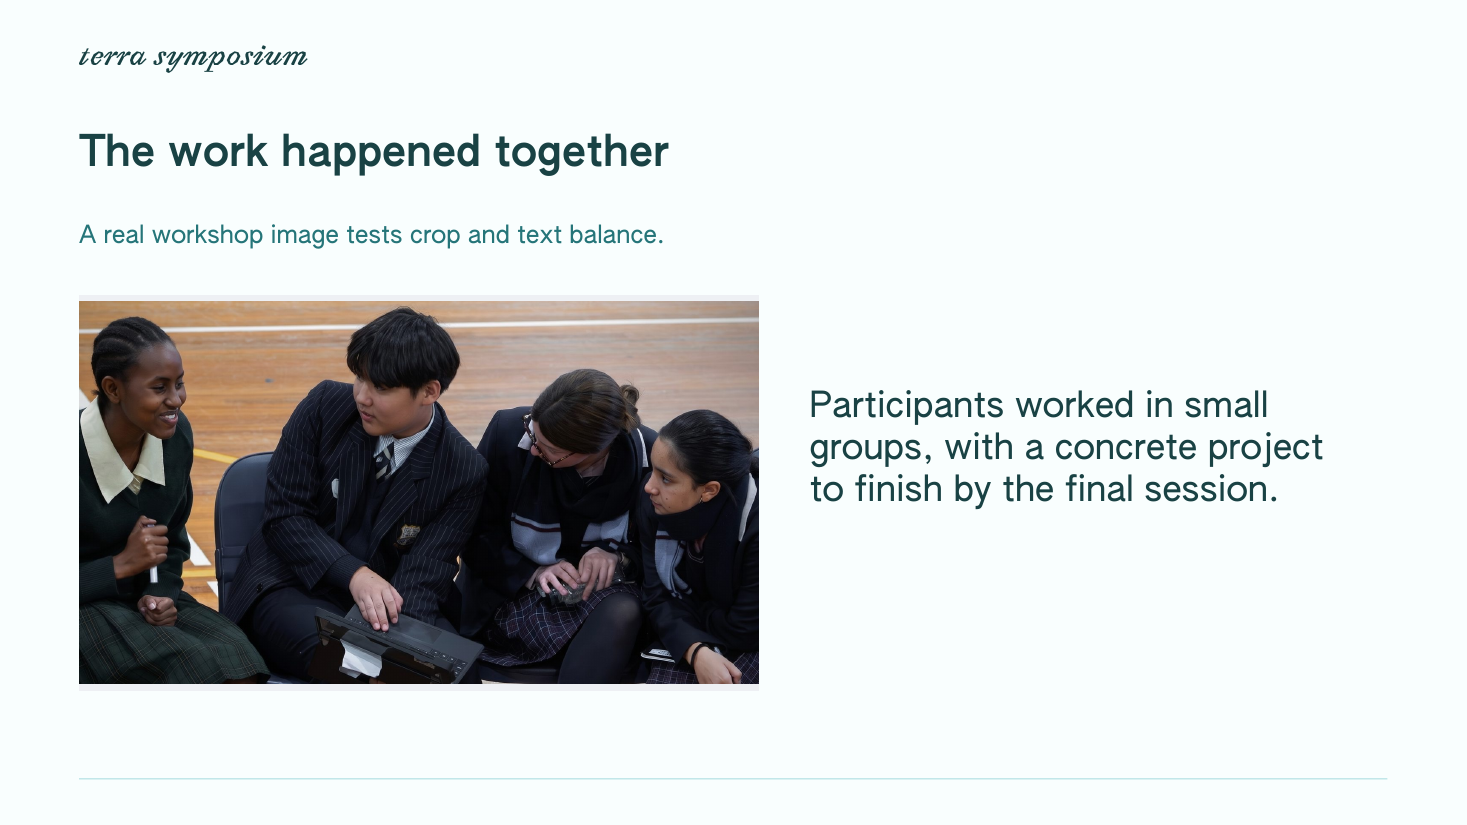 terra symposium
The work happened together
A real workshop image tests crop and text balance.
Participants worked in small
groups, with a concrete project
to finish by the final session.